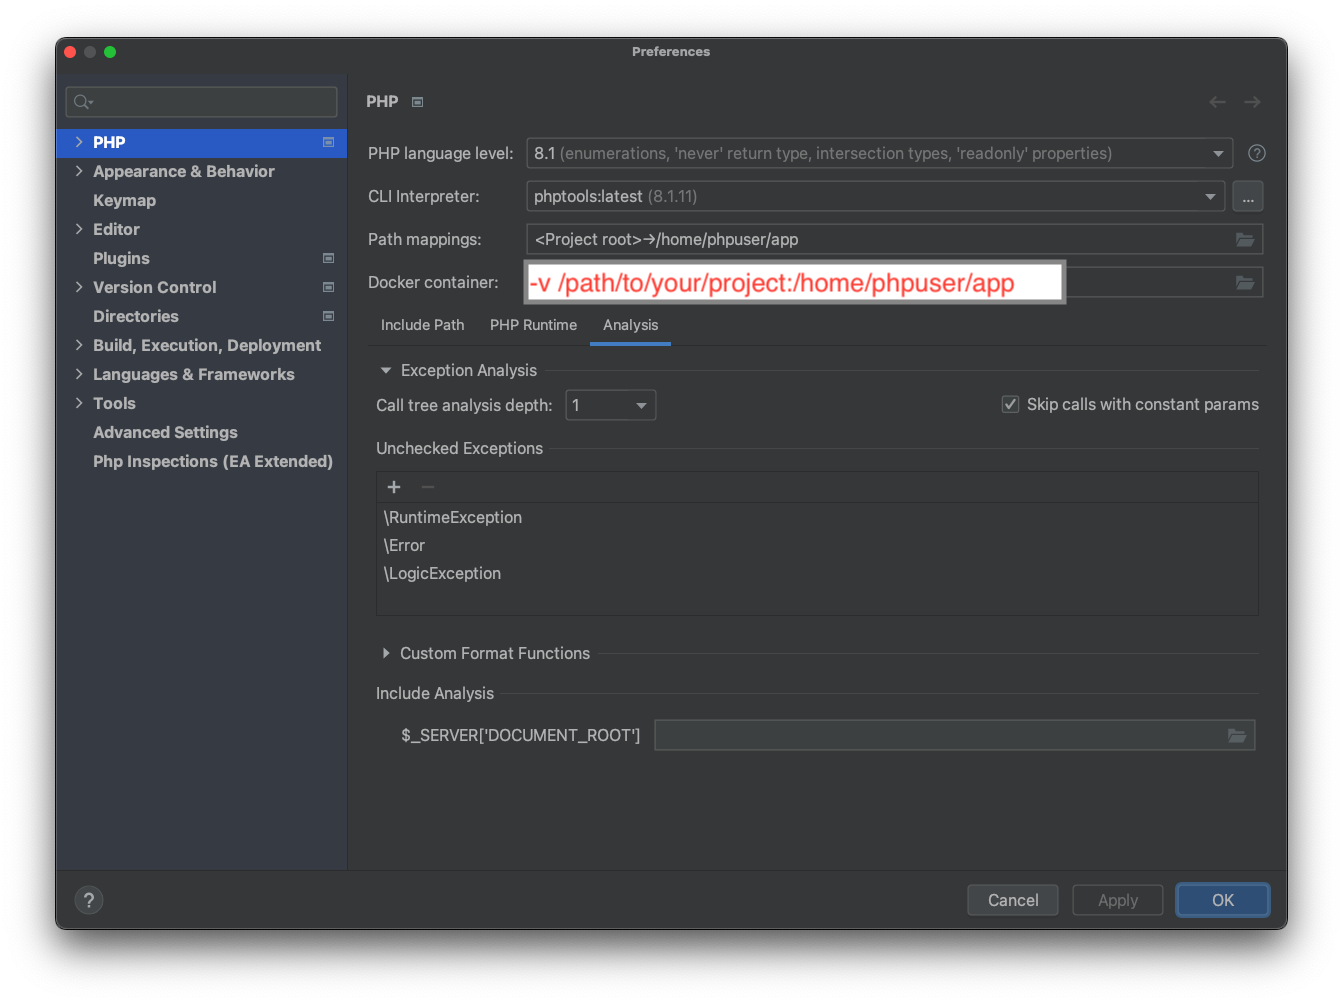 Preferences
PHP
PHP
Appearance & Behavior
Keymap
Editor
Plugins
Version Control
Directories
Build, Execution, Deployment
Languages & Frameworks
Tools
Advanced Settings
Php Inspections (EA Extended)
PHP language level: 8.1 (enumerations, 'never' return type, intersection types, 'readonly' properties) ?
CLI Interpreter: phptools:latest (8.1.11) ...
Path mappings: <Project root>→/home/phpuser/app
Docker container: -v /path/to/your/project:/home/phpuser/app
Include Path PHP Runtime Analysis
Exception Analysis
Call tree analysis depth: 1 Skip calls with constant params
Unchecked Exceptions
+ −
\RuntimeException
\Error
\LogicException
Custom Format Functions
Include Analysis
$_SERVER['DOCUMENT_ROOT']
? Cancel Apply OK